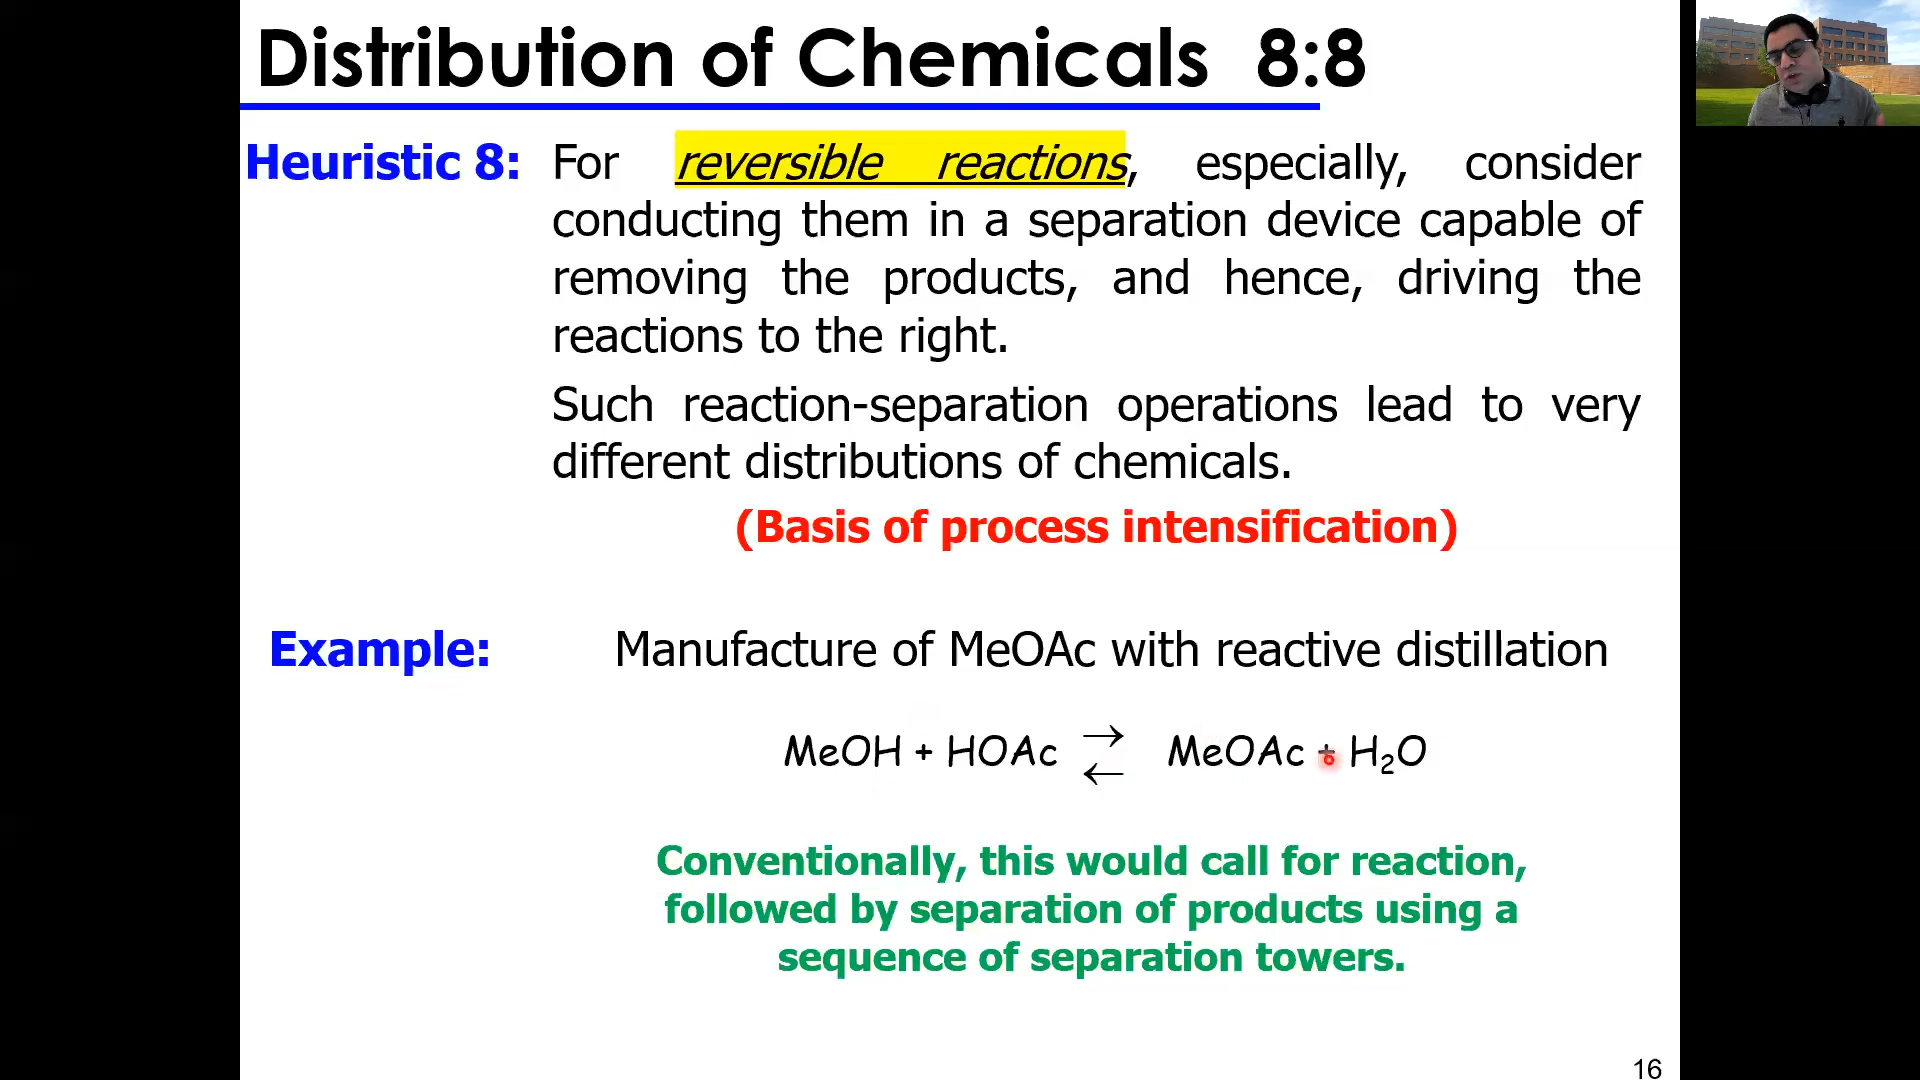 Distribution of Chemicals 8:8
Heuristic 8: For reversible reactions, especially, consider
conducting them in a separation device capable of
removing the products, and hence, driving the
reactions to the right.
Such reaction-separation operations lead to very
different distributions of chemicals.
(Basis of process intensification)
Example: Manufacture of MeOAc with reactive distillation
MeOH + HOAc ⇄ MeOAc + H₂O
Conventionally, this would call for reaction,
followed by separation of products using a
sequence of separation towers.
16